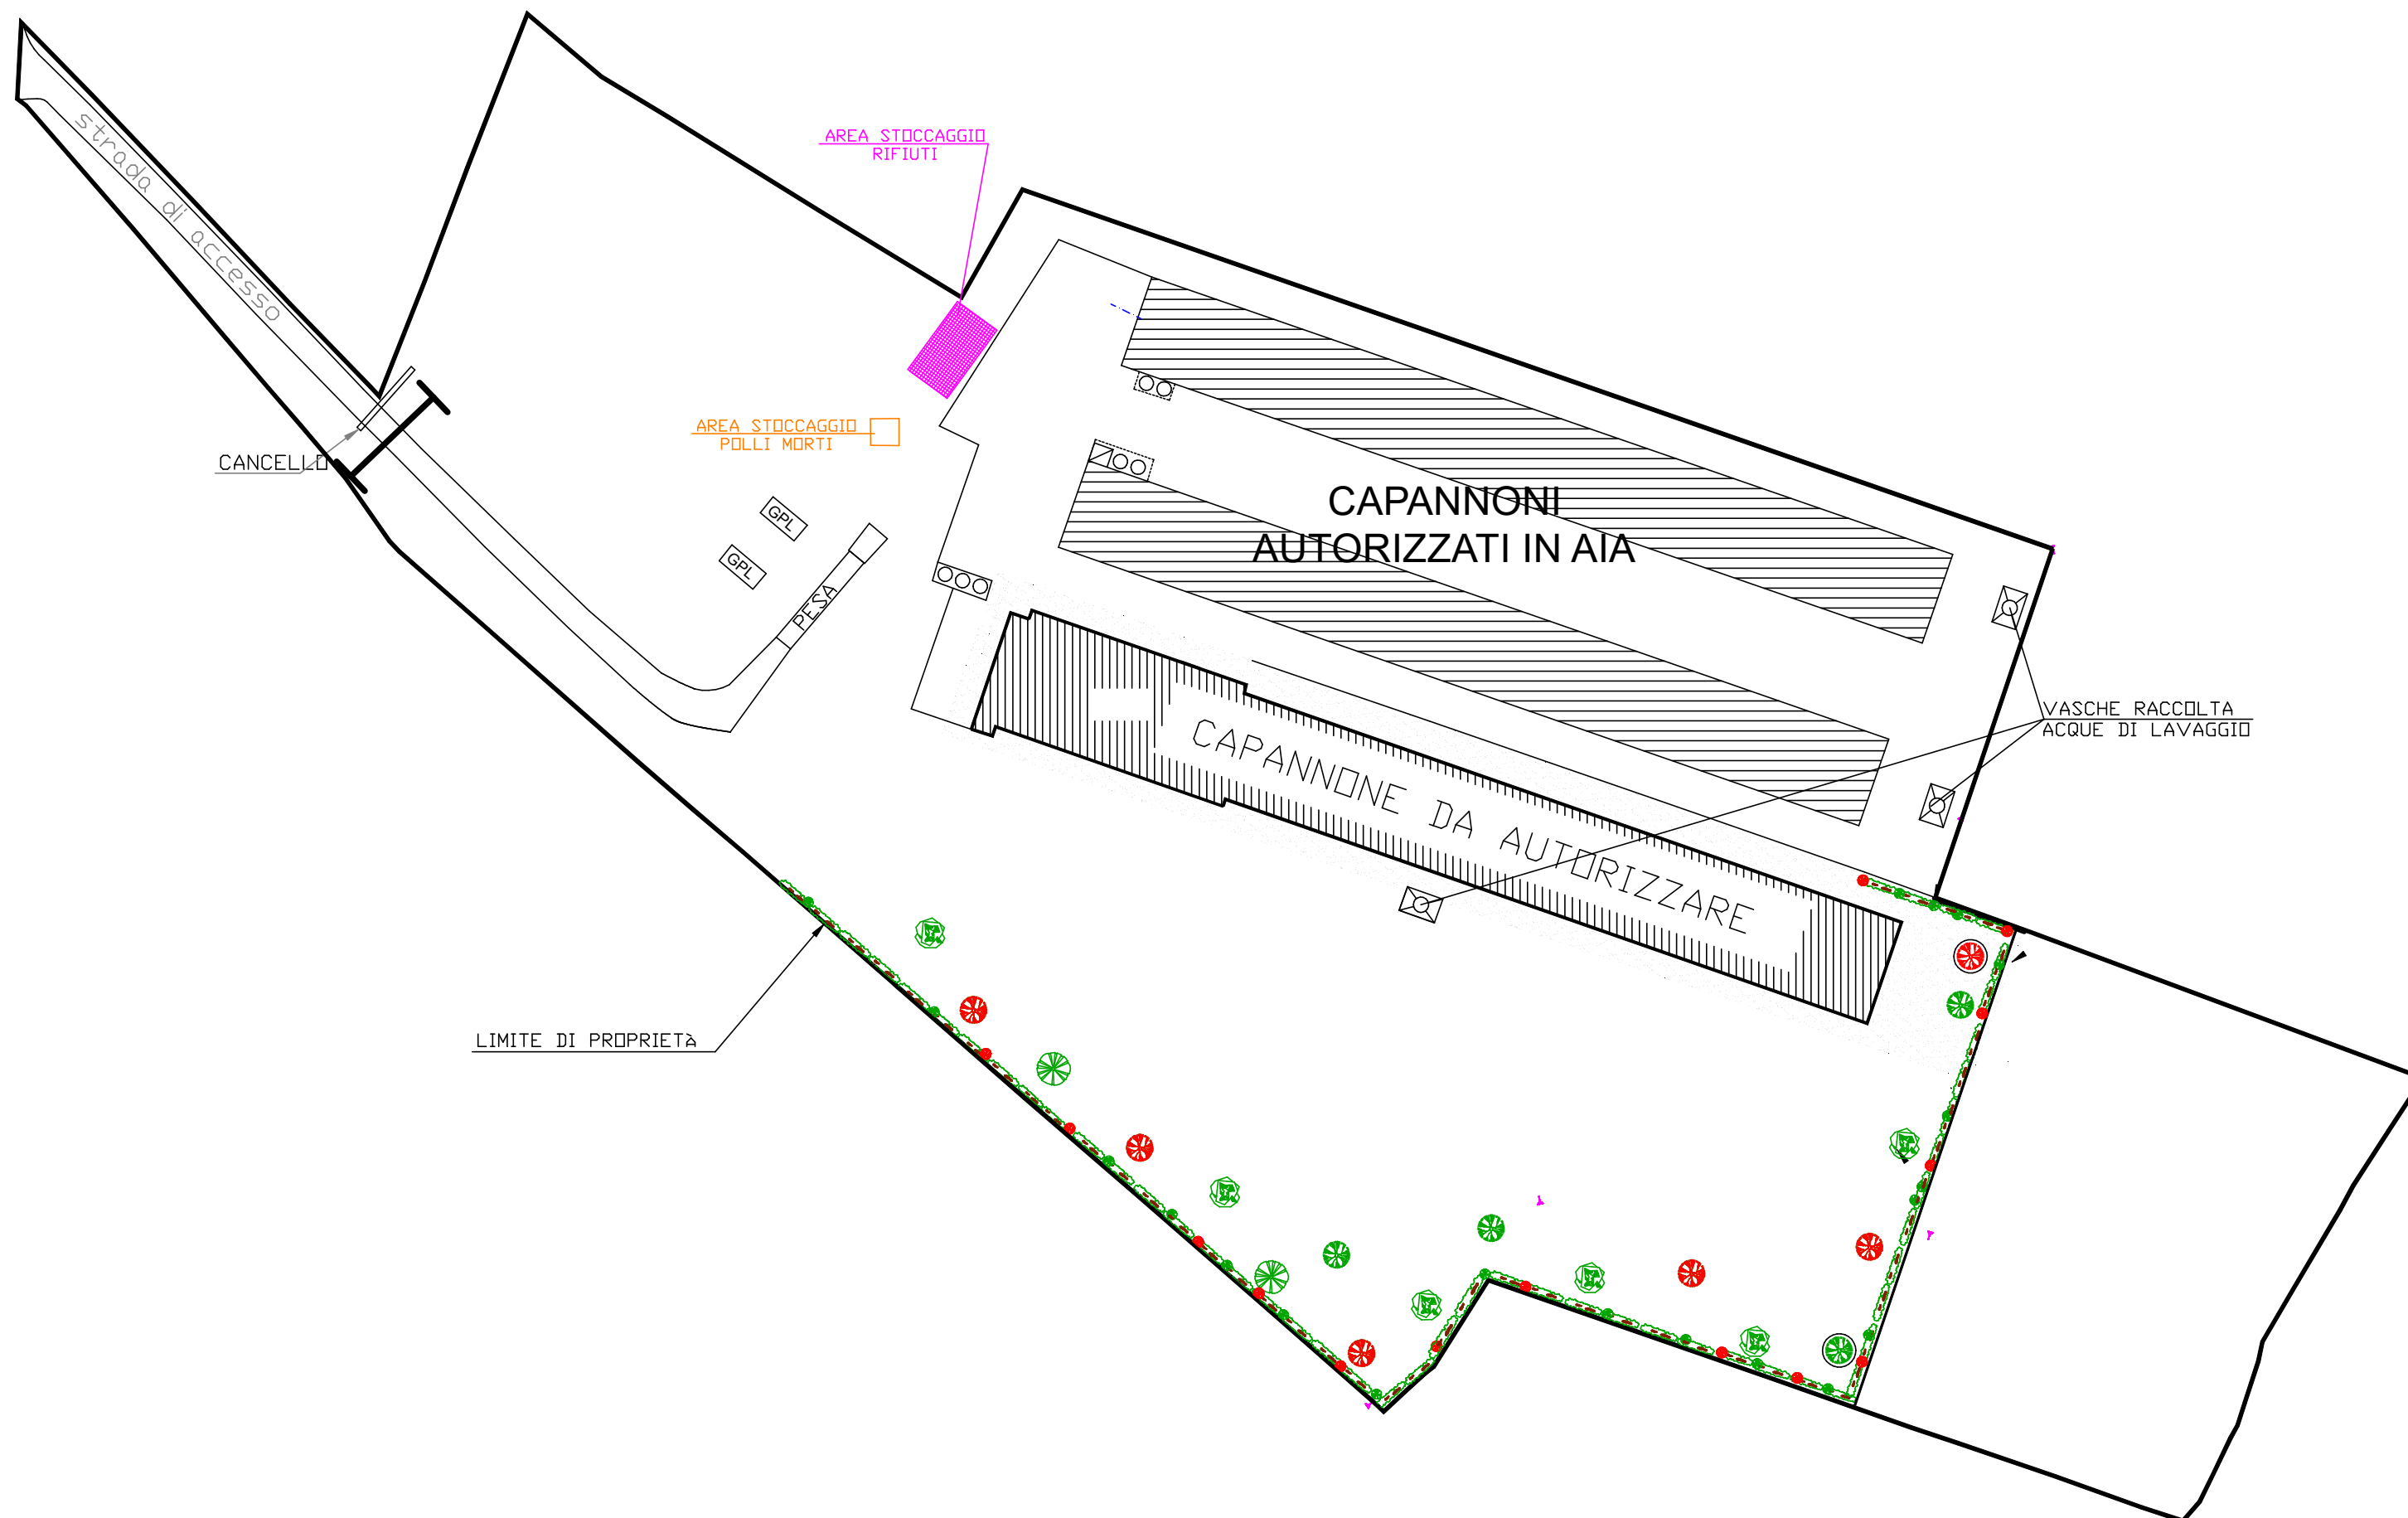 strada di accesso
AREA STOCCAGGIO
RIFIUTI
AREA STOCCAGGIO
POLLI MORTI
CANCELLO
GPL
GPL
PESA
CAPANNONI
AUTORIZZATI IN AIA
VASCHE RACCOLTA
ACQUE DI LAVAGGIO
CAPANNONE DA AUTORIZZARE
LIMITE DI PROPRIETà